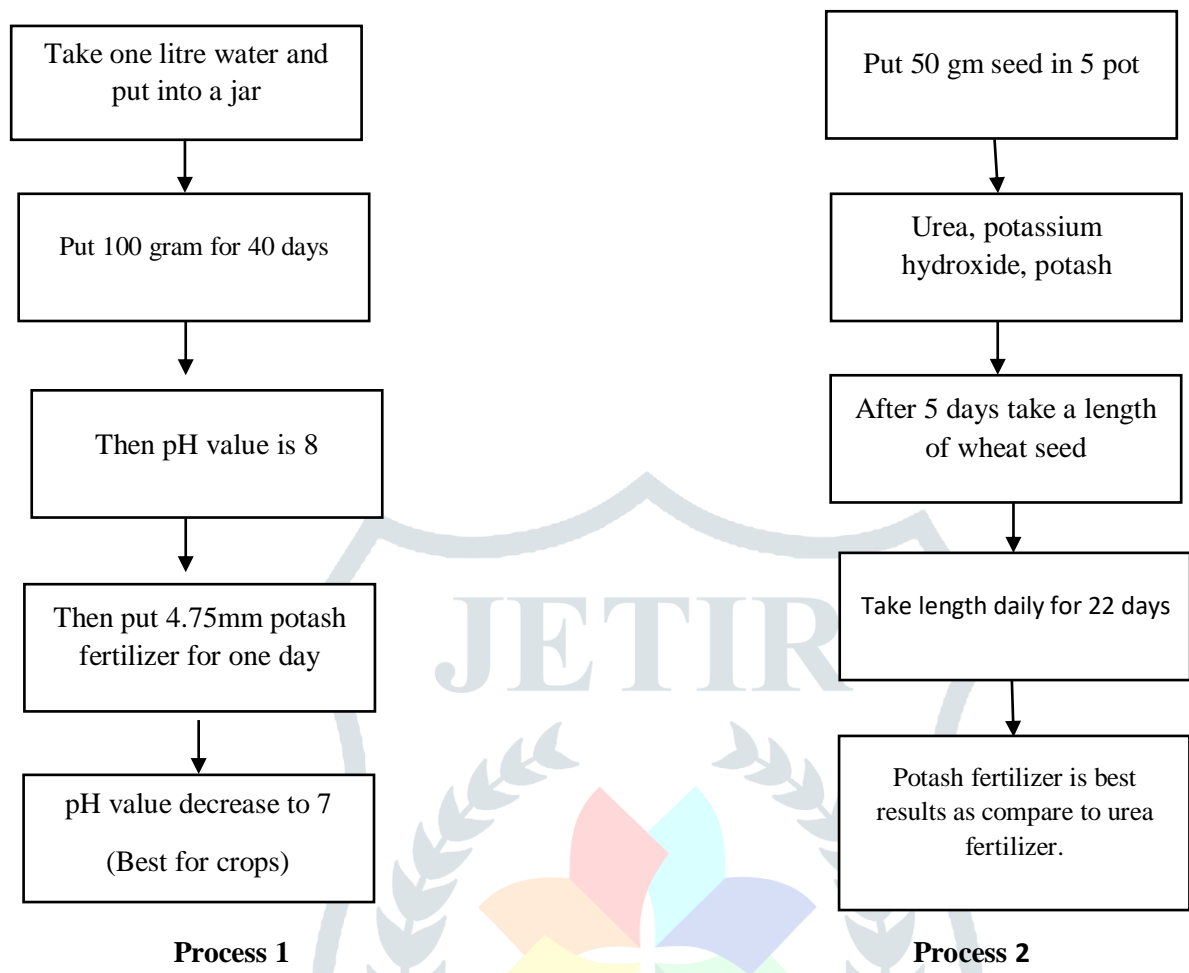 Take one litre water and
put into a jar
Put 100 gram for 40 days
Then pH value is 8
Then put 4.75mm potash
fertilizer for one day
pH value decrease to 7
(Best for crops)
Process 1
Put 50 gm seed in 5 pot
Urea, potassium
hydroxide, potash
After 5 days take a length
of wheat seed
Take length daily for 22 days
Potash fertilizer is best
results as compare to urea
fertilizer.
Process 2
JETIR